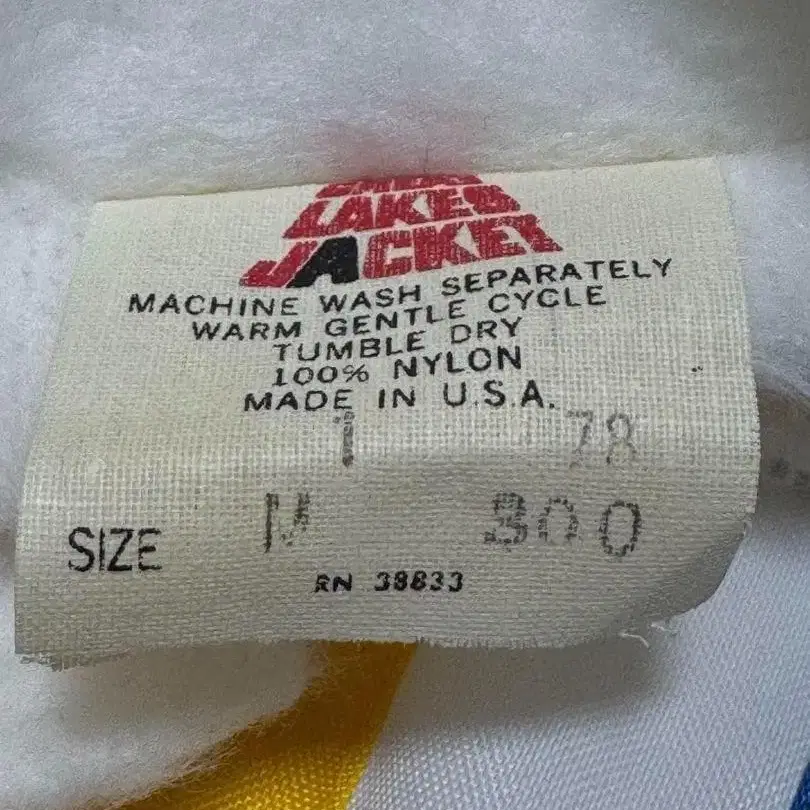 LAKES
JACKET
MACHINE WASH SEPARATELY
WARM GENTLE CYCLE
TUMBLE DRY
100% NYLON
MADE IN U.S.A.
1 78
SIZE M 300
RN 38833